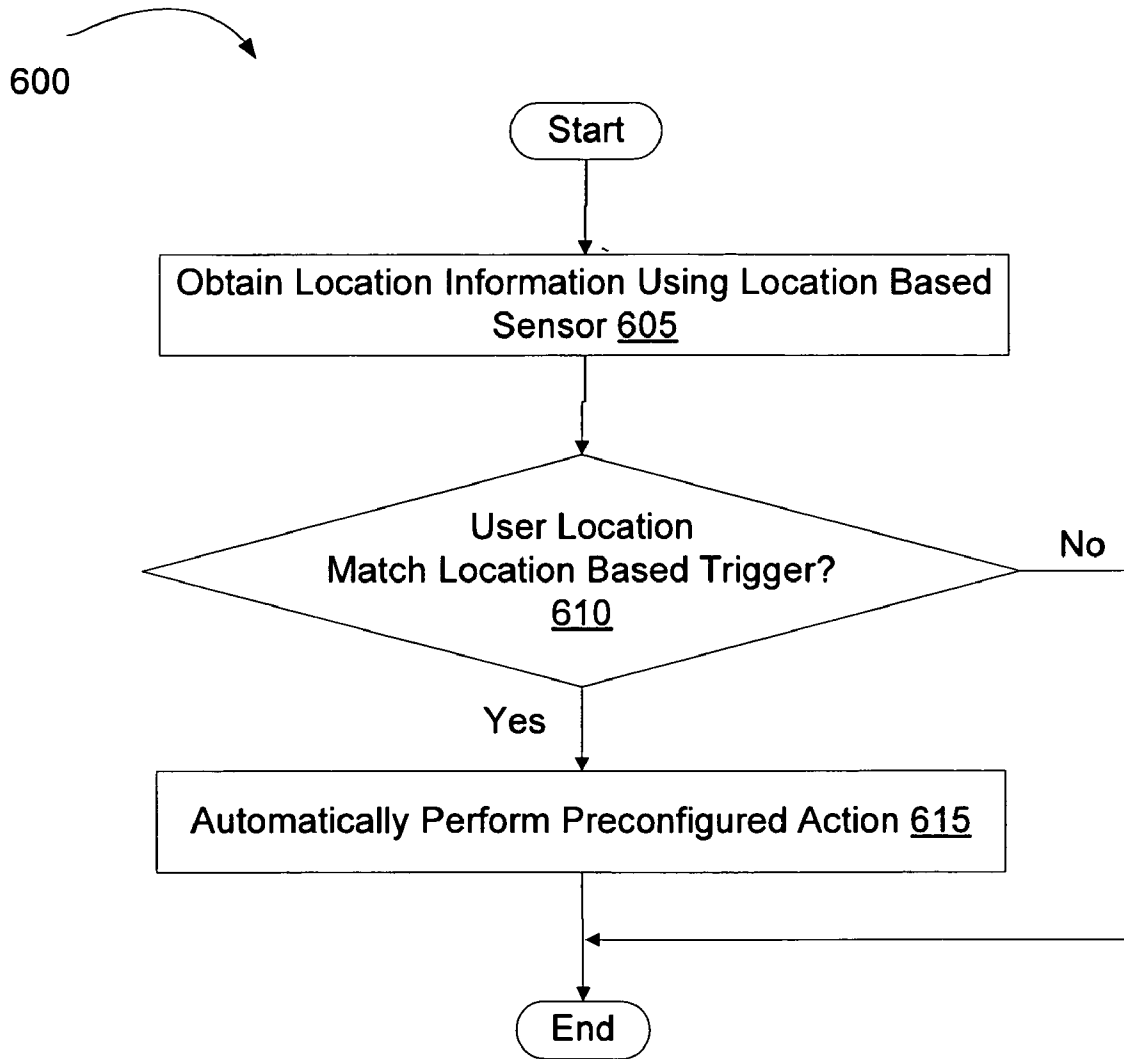 600
Start
Obtain Location Information Using Location Based
Sensor 605
User Location
Match Location Based Trigger?
610
No
Yes
Automatically Perform Preconfigured Action 615
End